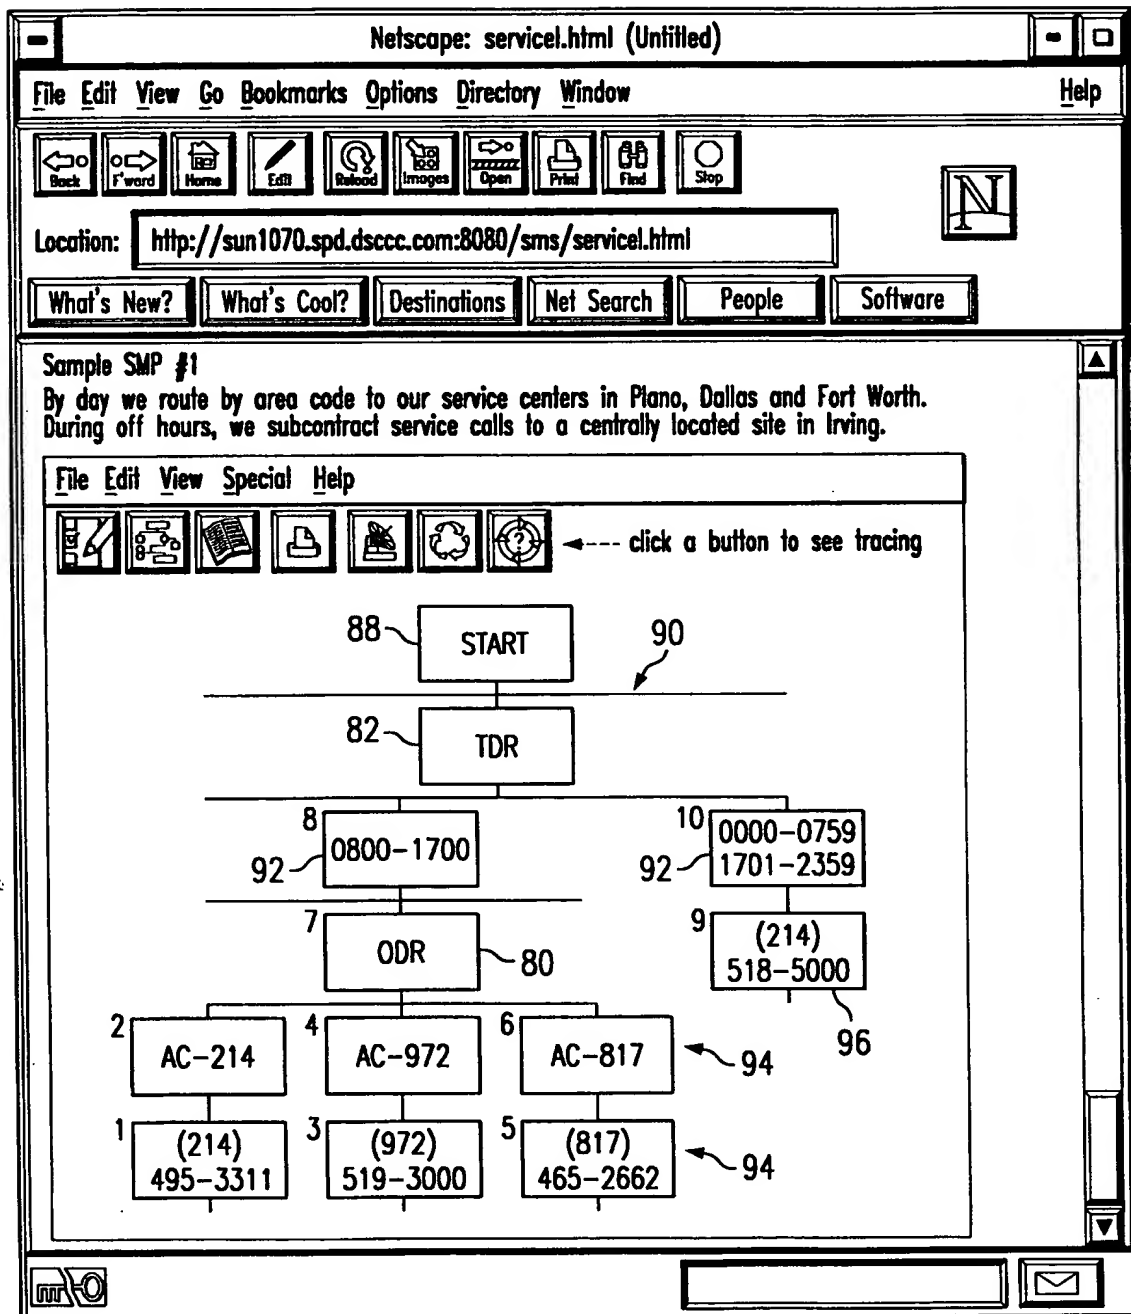 Netscape: servicel.html (Untitled)
File Edit View Go Bookmarks Options Directory Window Help
Back F'ward Home Edit Reload Images Open Print Find Stop
N
Location: http://sun1070.spd.dsccc.com:8080/sms/servicel.html
What's New? What's Cool? Destinations Net Search People Software
Sample SMP #1
By day we route by area code to our service centers in Plano, Dallas and Fort Worth.
During off hours, we subcontract service calls to a centrally located site in Irving.
File Edit View Special Help
? click a button to see tracing
88 START 90
82 TDR
8 10 0000-0759
92 0800-1700 92 1701-2359
7 ODR 80 9 (214)
518-5000
96
2 AC-214 4 AC-972 6 AC-817 94
1 (214) 3 (972) 5 (817) 94
495-3311 519-3000 465-2662